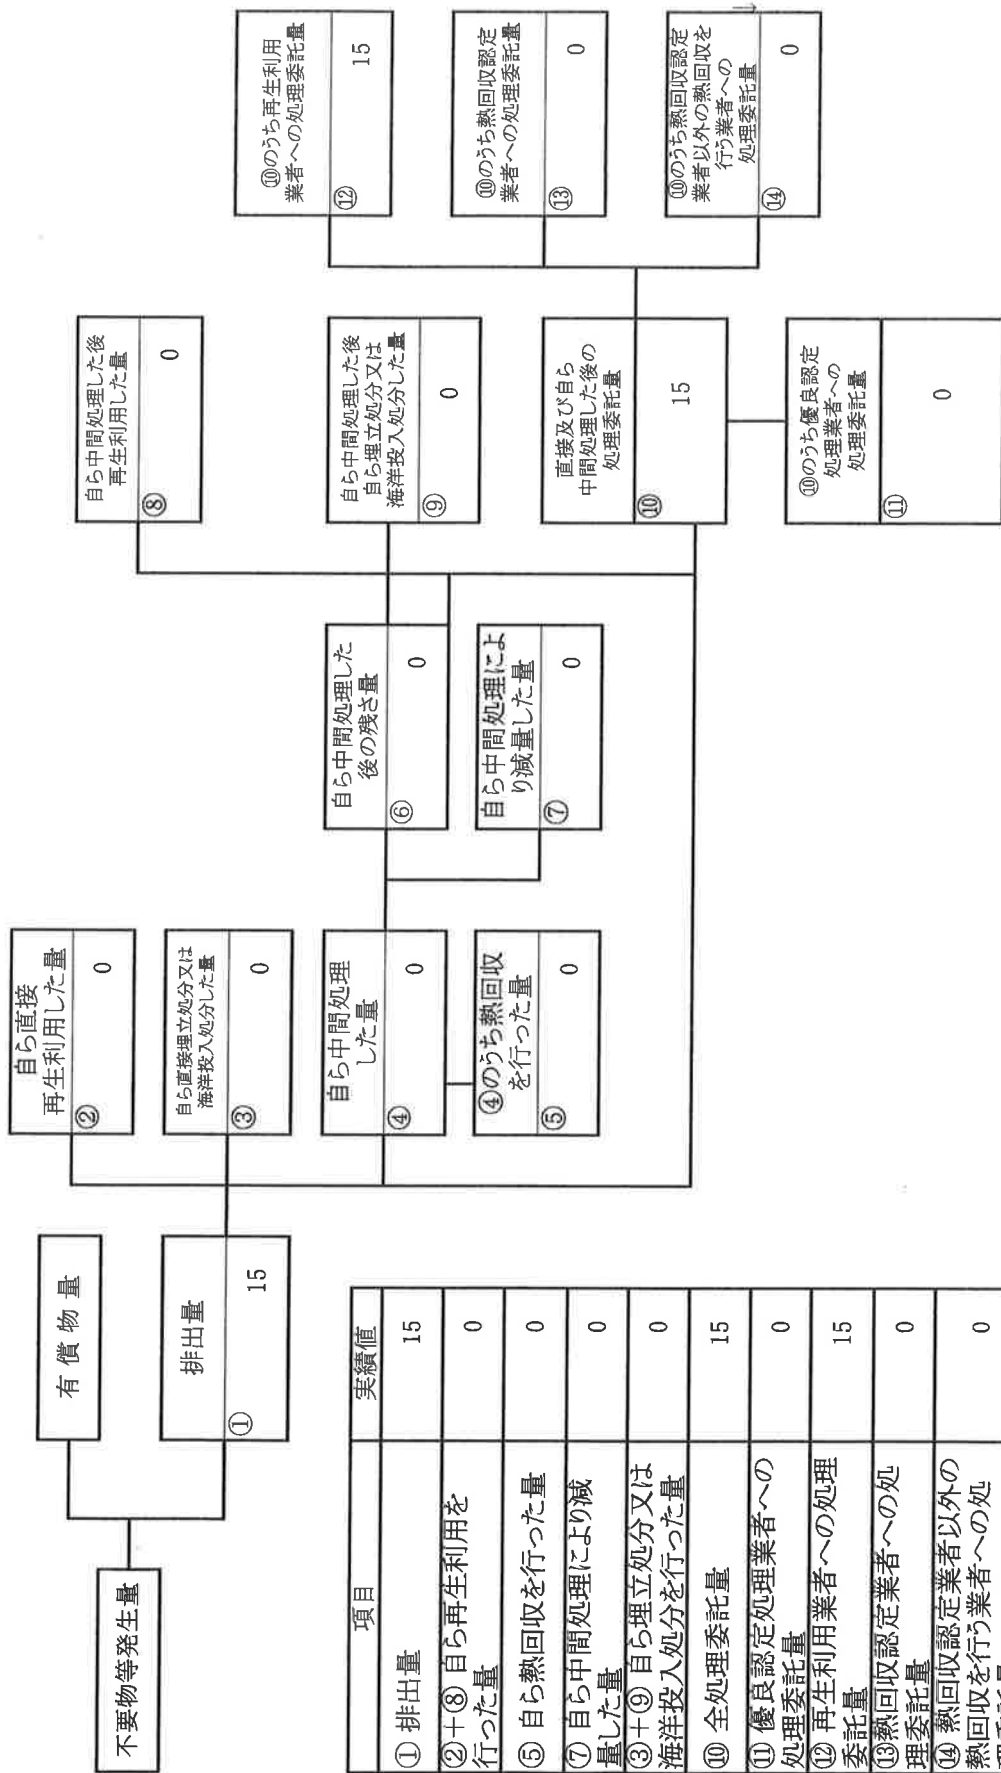 不要物等発生量
有償物量
排出量
①
15
自ら直接
再生利用した量
②
0
自ら直接埋立処分又は
海洋投入処分した量
③
0
自ら中間処理
した量
④
0
④のうち熱回収
を行った量
⑤
0
自ら中間処理した
後の残さ量
⑥
0
自ら中間処理によ
り減量した量
⑦
0
自ら中間処理した後
再生利用した量
⑧
0
自ら中間処理した後
自ら埋立処分又は
海洋投入処分した量
⑨
0
直接及び自ら
中間処理した後の
処理委託量
⑩
15
⑩のうち優良認定
処理業者への
処理委託量
⑪
0
⑩のうち再生利用
業者への処理委託量
⑫
15
⑩のうち熱回収認定
業者への処理委託量
⑬
0
⑩のうち熱回収認定
業者以外の熱回収を
行う業者への
処理委託量
⑭
0
項目 実績値
① 排出量 15
②+⑧ 自ら再生利用を
行った量 0
⑤ 自ら熱回収を行った量 0
⑦ 自ら中間処理により減
量した量 0
③+⑨ 自ら埋立処分又は
海洋投入処分を行った量 0
⑩ 全処理委託量 15
⑪ 優良認定処理業者への
処理委託量 0
⑫ 再生利用業者への処理
委託量 15
⑬熱回収認定業者への処
理委託量 0
⑭ 熱回収認定業者以外の
熱回収を行う業者への処 0